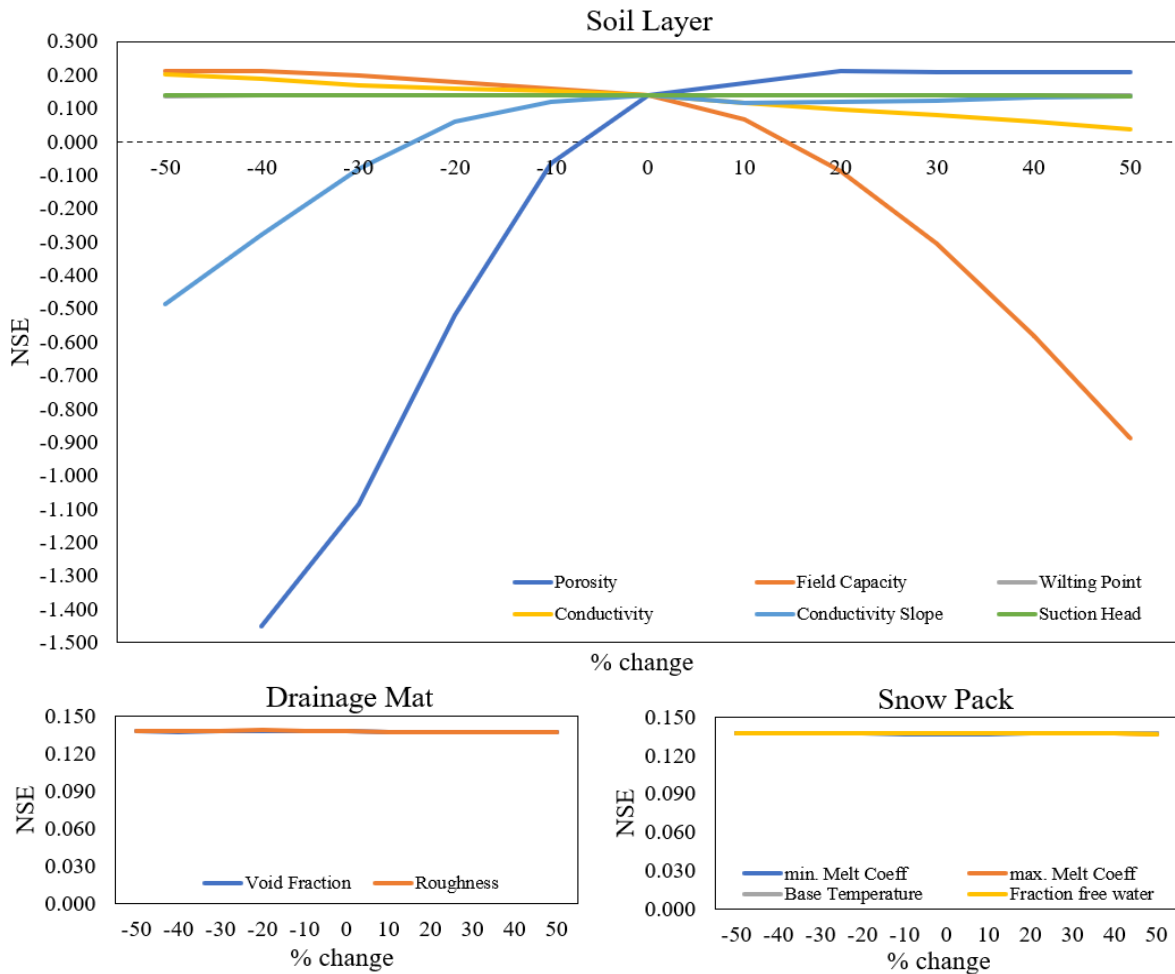 Soil Layer
0.300
0.200
0.100
0.000
-0.100
-0.200
-0.300
-0.400
-0.500
-0.600
-0.700
-0.800
-0.900
-1.000
-1.100
-1.200
-1.300
-1.400
-1.500
NSE
-50 -40 -30 -20 -10 0 10 20 30 40 50
Porosity Field Capacity Wilting Point
Conductivity Conductivity Slope Suction Head
% change
Drainage Mat
0.150
0.120
0.090
0.060
0.030
0.000
NSE
Void Fraction Roughness
-50 -40 -30 -20 -10 0 10 20 30 40 50
% change
Snow Pack
0.150
0.120
0.090
0.060
0.030
0.000
NSE
min. Melt Coeff max. Melt Coeff
Base Temperature Fraction free water
-50 -40 -30 -20 -10 0 10 20 30 40 50
% change